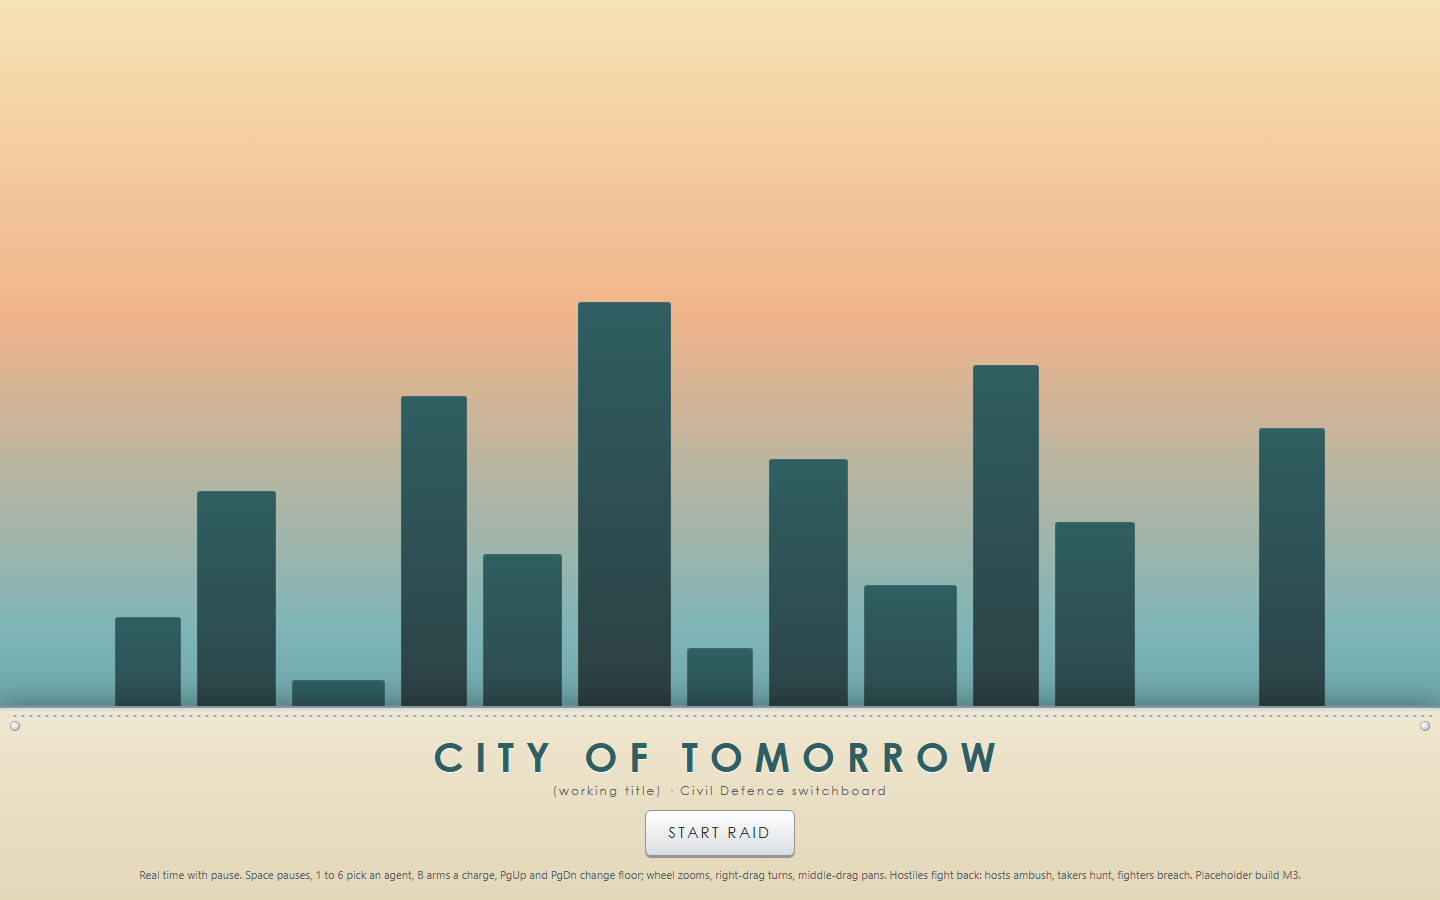 CITY OF TOMORROW
(working title) · Civil Defence switchboard
START RAID
Real time with pause. Space pauses, 1 to 6 pick an agent, B arms a charge, PgUp and PgDn change floor; wheel zooms, right-drag turns, middle-drag pans. Hostiles fight back: hosts ambush, takers hunt, fighters breach. Placeholder build M3.